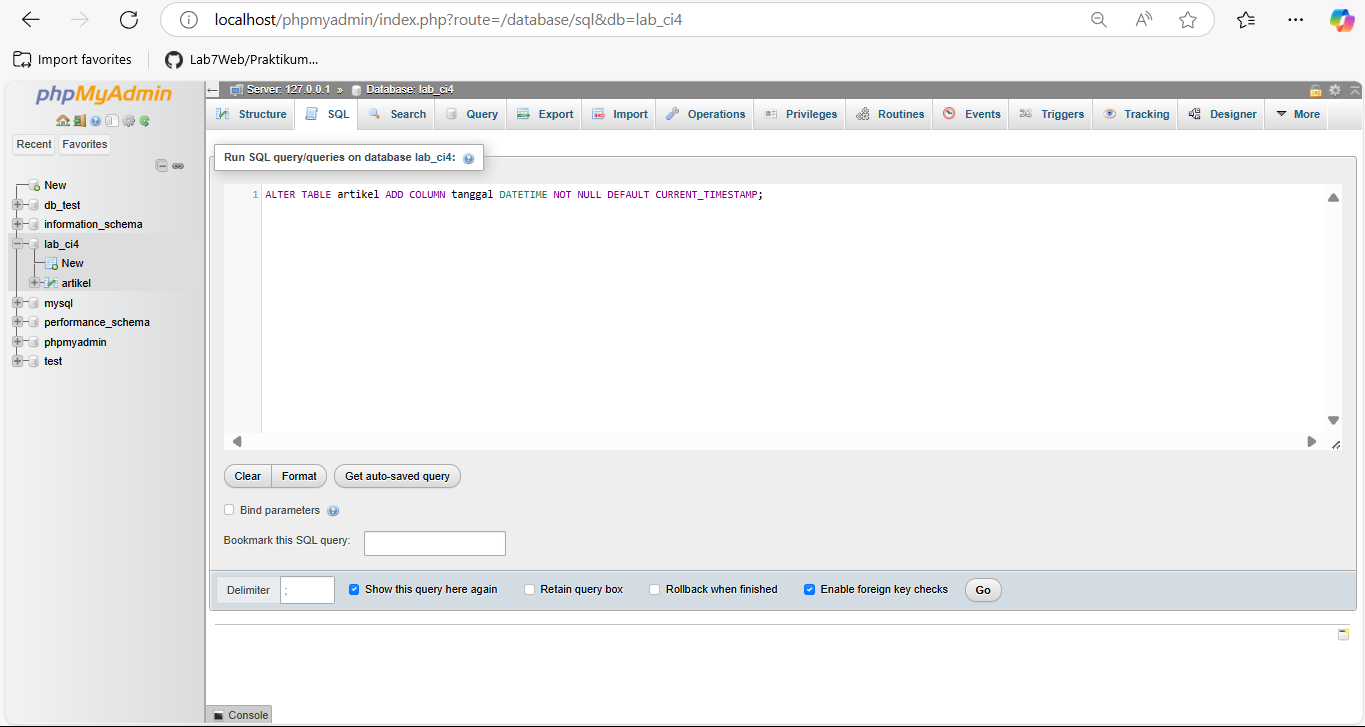 localhost/phpmyadmin/index.php?route=/database/sql&db=lab_ci4
Import favorites
Lab7Web/Praktikum...
phpMyAdmin
Recent
Favorites
New
db_test
information_schema
lab_ci4
New
artikel
mysql
performance_schema
phpmyadmin
test
Server: 127.0.0.1 » Database: lab_ci4
Structure SQL Search Query Export Import Operations Privileges Routines Events Triggers Tracking Designer More
Run SQL query/queries on database lab_ci4:
1 ALTER TABLE artikel ADD COLUMN tanggal DATETIME NOT NULL DEFAULT CURRENT_TIMESTAMP;
Clear Format Get auto-saved query
Bind parameters
Bookmark this SQL query:
Delimiter ; Show this query here again Retain query box Rollback when finished Enable foreign key checks Go
Console